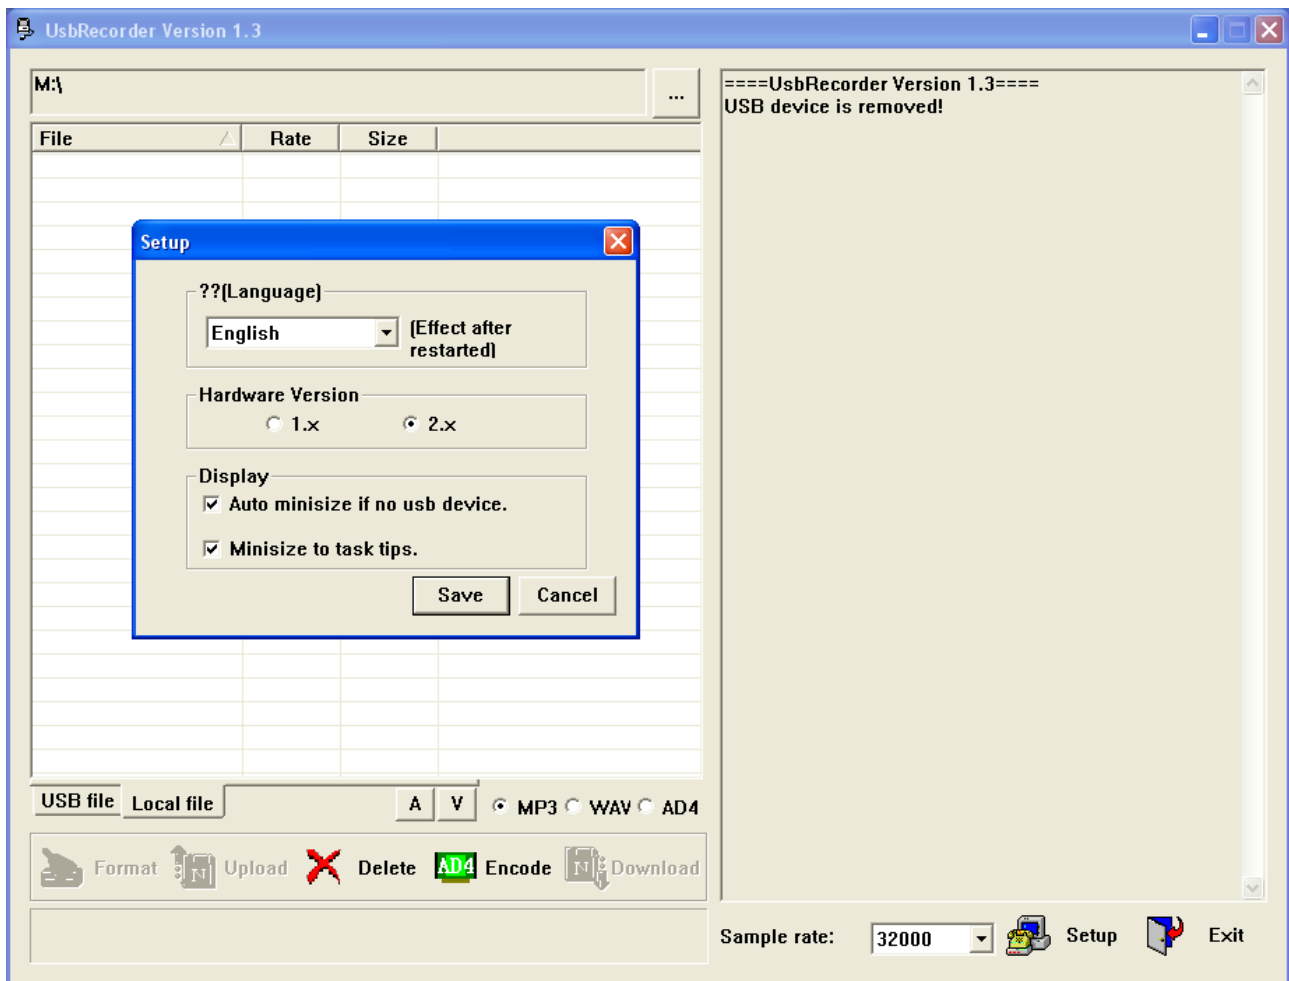 UsbRecorder Version 1.3
M:\
...
File Rate Size
Setup
??(Language)
English
(Effect after
restarted)
Hardware Version
1.x 2.x
Display
Auto minisize if no usb device.
Minisize to task tips.
Save Cancel
USB file Local file A V MP3 WAV AD4
Format N Upload Delete AD4 Encode N Download
====UsbRecorder Version 1.3====
USB device is removed!
Sample rate: 32000 Setup Exit